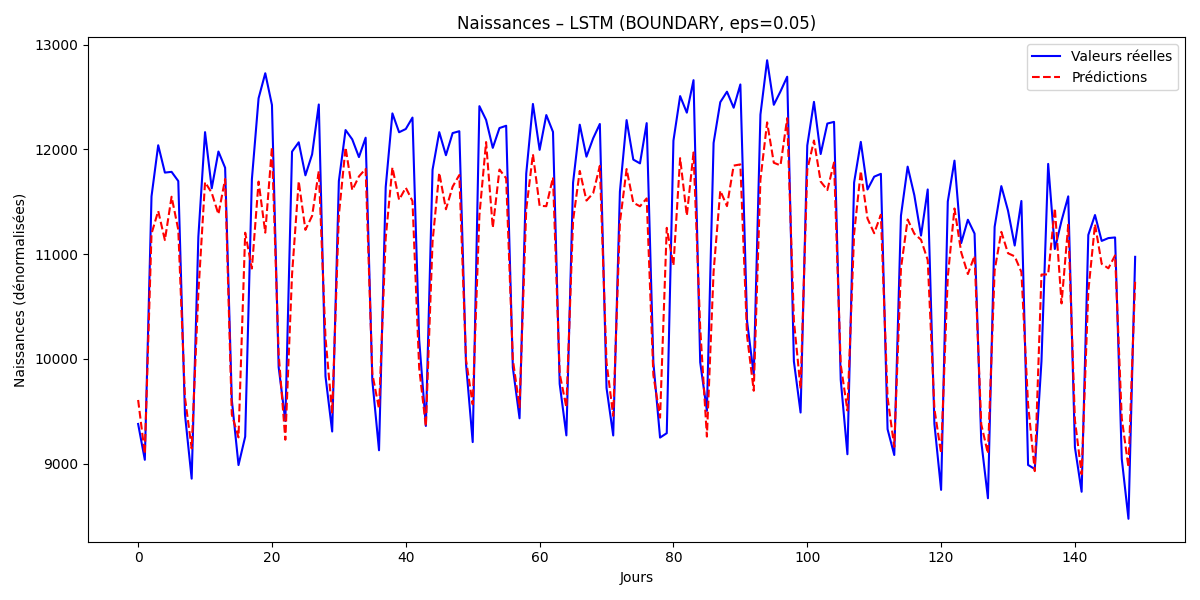 Naissances – LSTM (BOUNDARY, eps=0.05)
Valeurs réelles
Prédictions
Naissances (dénormalisées)
13000
12000
11000
10000
9000
0 20 40 60 80 100 120 140
Jours